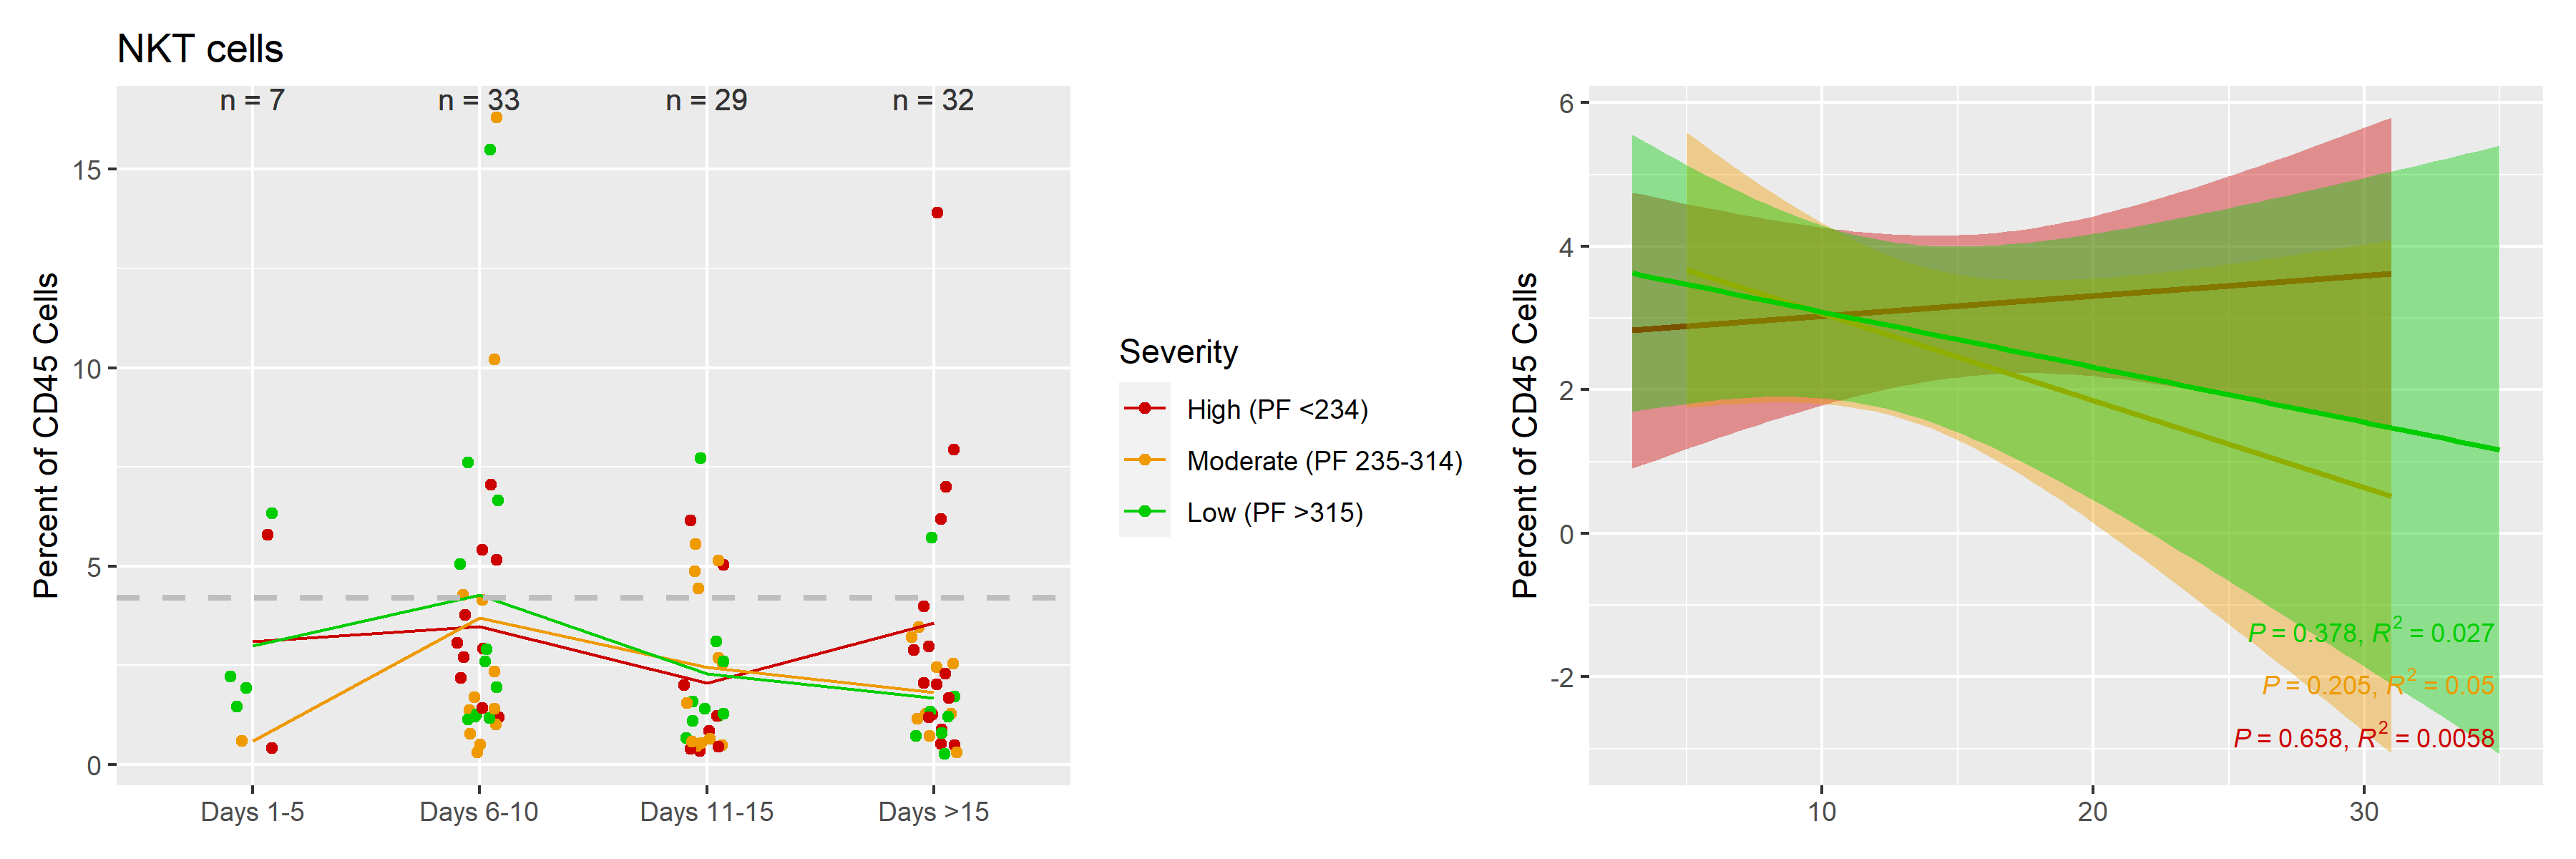 NKT cells
n = 7
n = 33
n = 29
n = 32
Percent of CD45 Cells
15
10
5
0
Days 1-5
Days 6-10
Days 11-15
Days >15
Severity
High (PF <234)
Moderate (PF 235-314)
Low (PF >315)
Percent of CD45 Cells
6
4
2
0
-2
P = 0.378, R² = 0.027
P = 0.205, R² = 0.05
P = 0.658, R² = 0.0058
10
20
30